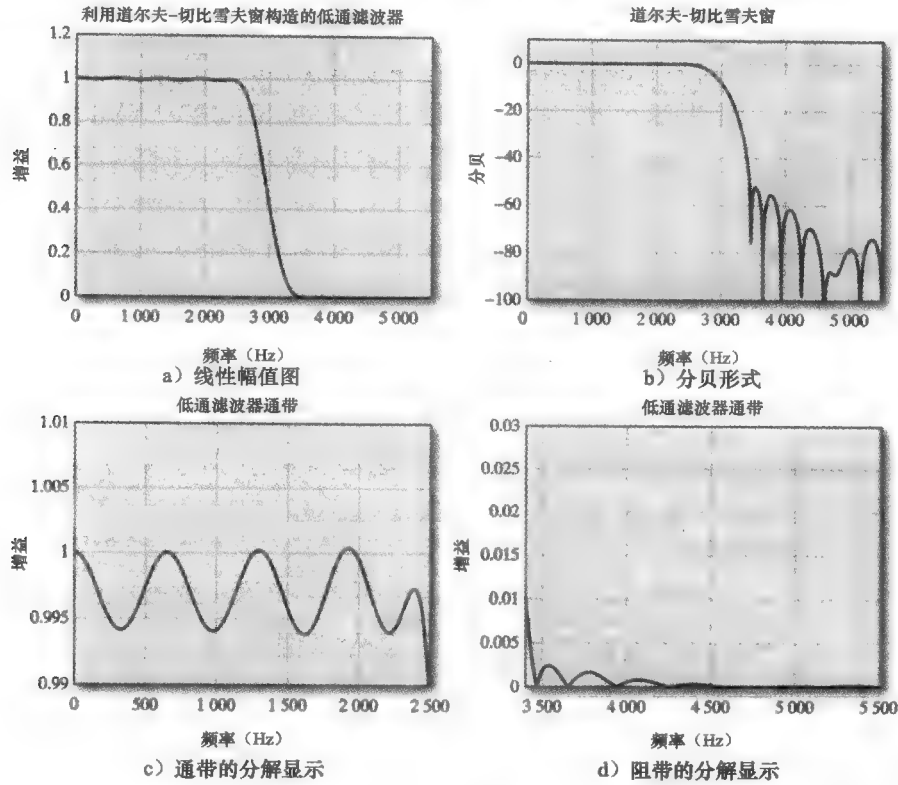 利用道尔夫-切比雪夫窗构造的低通滤波器
1.2
1
0.8
0.6
0.4
0.2
0
增益
0 1 000 2 000 3 000 4 000 5 000
频率（Hz）
a）线性幅值图
道尔夫-切比雪夫窗
0
-20
-40
-60
-80
-100
分贝
0 1 000 2 000 3 000 4 000 5 000
频率（Hz）
b）分贝形式
低通滤波器通带
1.01
1.005
1
0.995
0.99
增益
0 500 1 000 1 500 2 000 2 500
频率（Hz）
c）通带的分解显示
低通滤波器通带
0.03
0.025
0.02
0.015
0.01
0.005
0
增益
3 500 4 000 4 500 5 000 5 500
频率（Hz）
d）阻带的分解显示